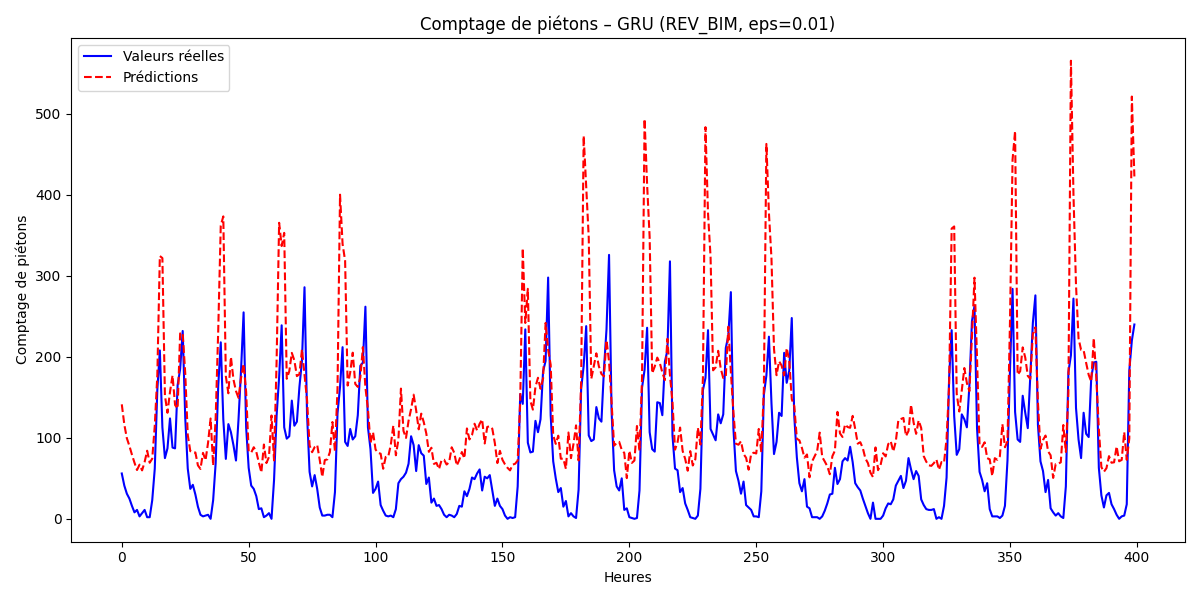 Comptage de piétons – GRU (REV_BIM, eps=0.01)
Valeurs réelles
Prédictions
Comptage de piétons
500
400
300
200
100
0
0 50 100 150 200 250 300 350 400
Heures